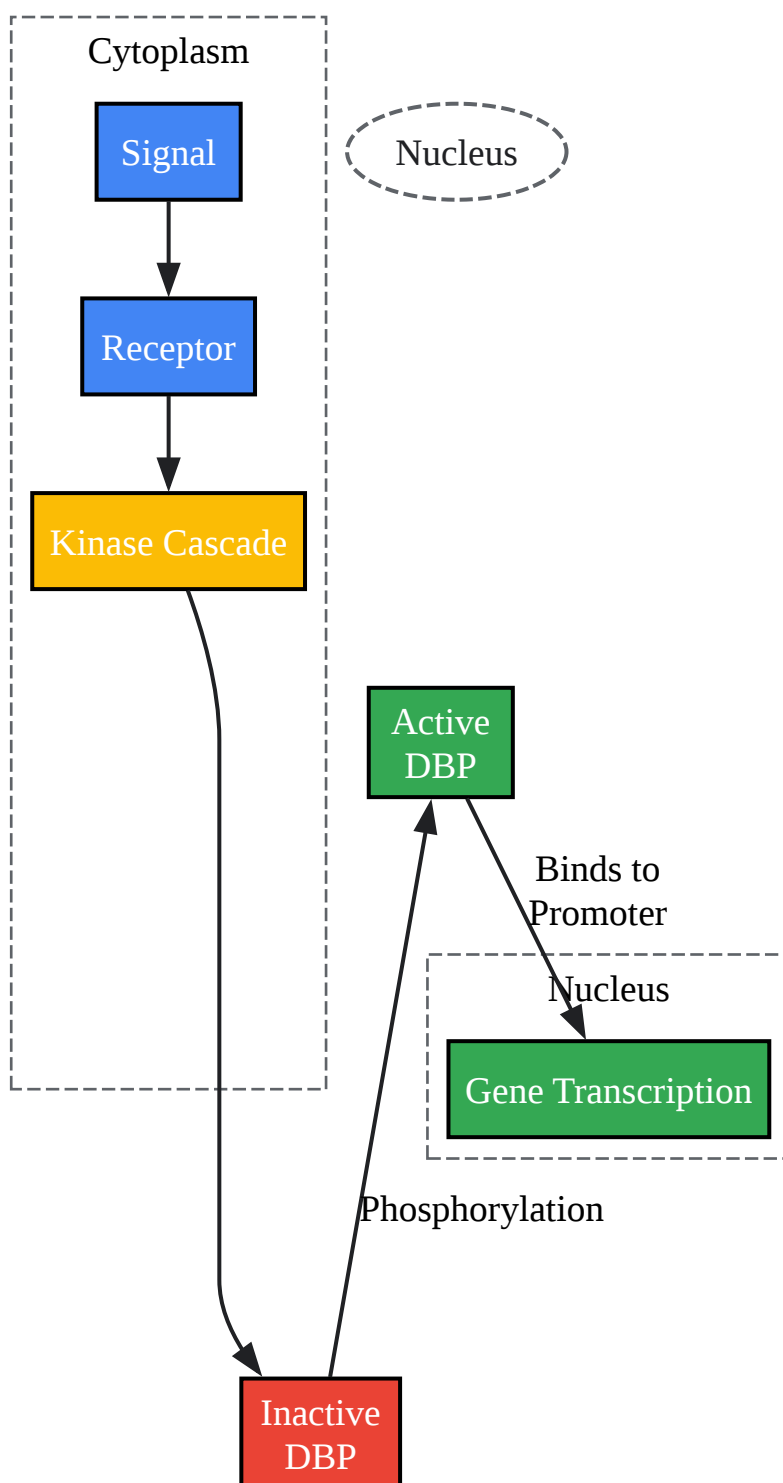 Cytoplasm
Signal
Nucleus
Receptor
Kinase Cascade
Active
DBP
Binds to
Promoter
Nucleus
Gene Transcription
Phosphorylation
Inactive
DBP